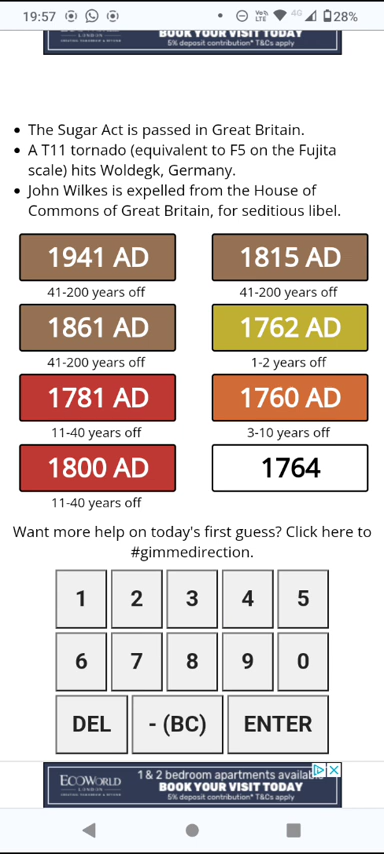 19:57
VoB
LTE
4G
28%
ECOWORLD
LONDON
BOOK YOUR VISIT TODAY
5% deposit contribution* T&Cs apply
• The Sugar Act is passed in Great Britain.
• A T11 tornado (equivalent to F5 on the Fujita
scale) hits Woldegk, Germany.
• John Wilkes is expelled from the House of
Commons of Great Britain, for seditious libel.
1941 AD 1815 AD
41-200 years off 41-200 years off
1861 AD 1762 AD
41-200 years off 1-2 years off
1781 AD 1760 AD
11-40 years off 3-10 years off
1800 AD 1764
11-40 years off
Want more help on today's first guess? Click here to
#gimmedirection.
1 2 3 4 5
6 7 8 9 0
DEL - (BC) ENTER
ECOWORLD
LONDON
1 & 2 bedroom apartments availab
BOOK YOUR VISIT TODAY
5% deposit contribution* T&Cs apply